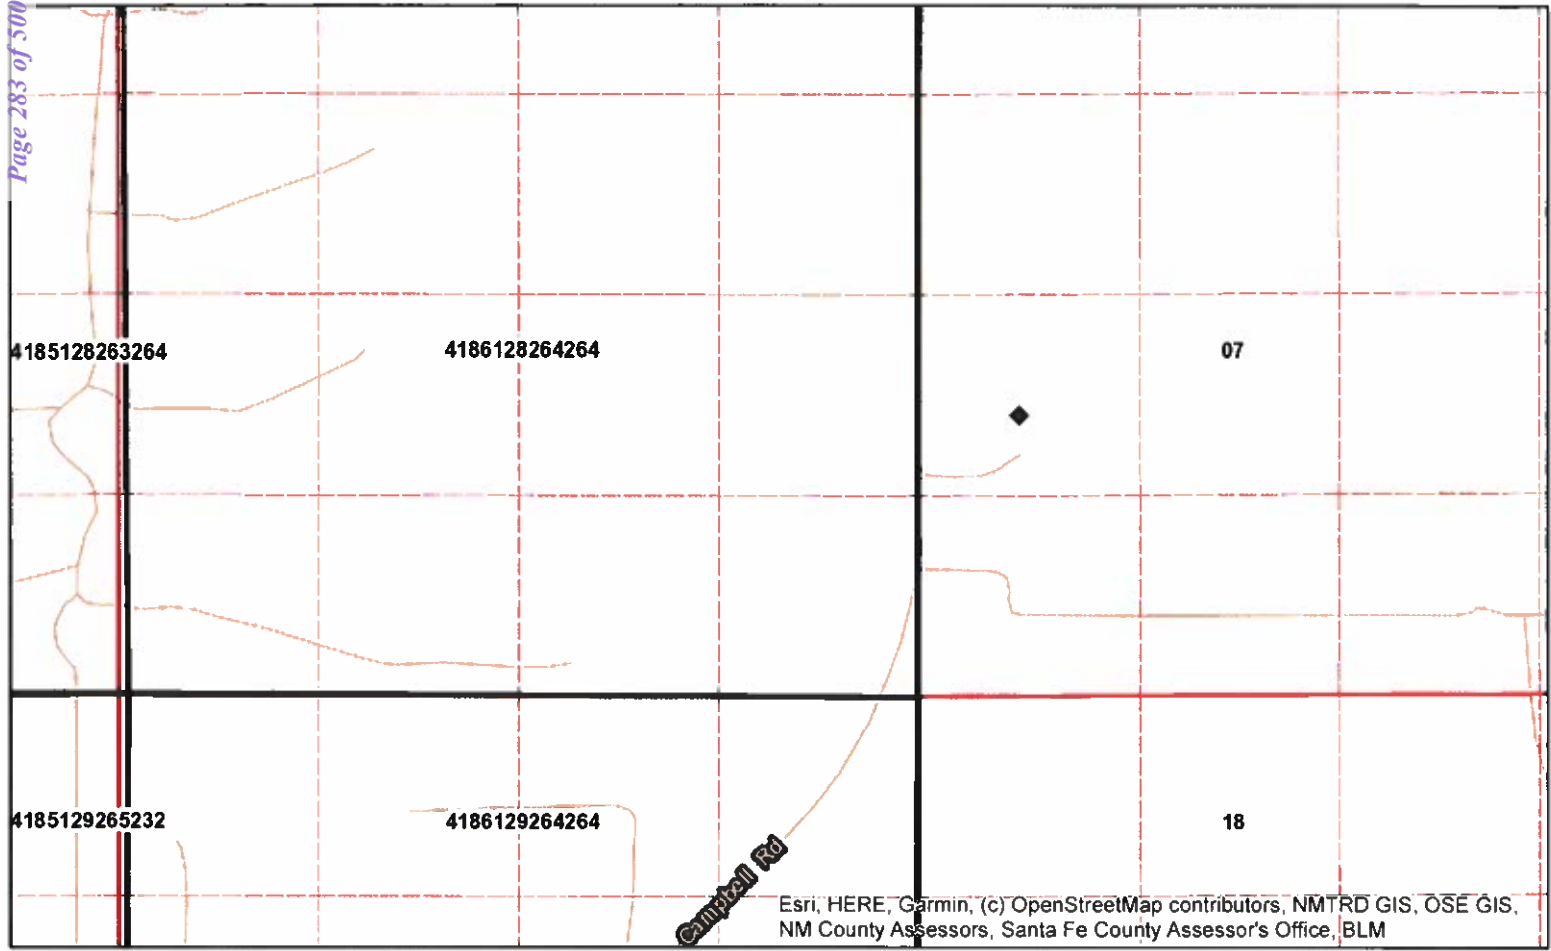 Page 283 of 500
4185128263264
4186128264264
07
4185129265232
4186129264264
18
Campbell Rd
Esri, HERE, Garmin, (c) OpenStreetMap contributors, NMTRD GIS, OSE GIS,
NM County Assessors, Santa Fe County Assessor's Office, BLM